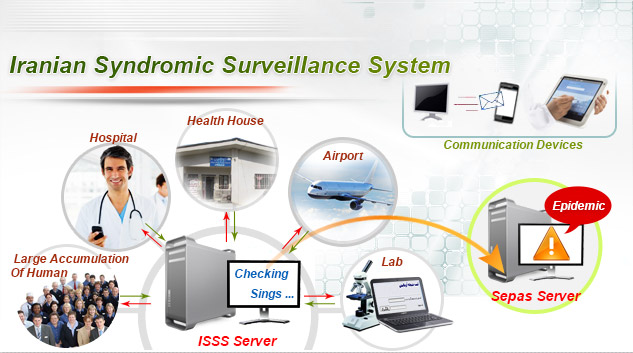 Iranian Syndromic Surveillance System
Communication Devices
Health House
Hospital
Airport
Epidemic
Large Accumulation
Of Human
Checking
Sings ...
Lab
ISSS Server
Sepas Server